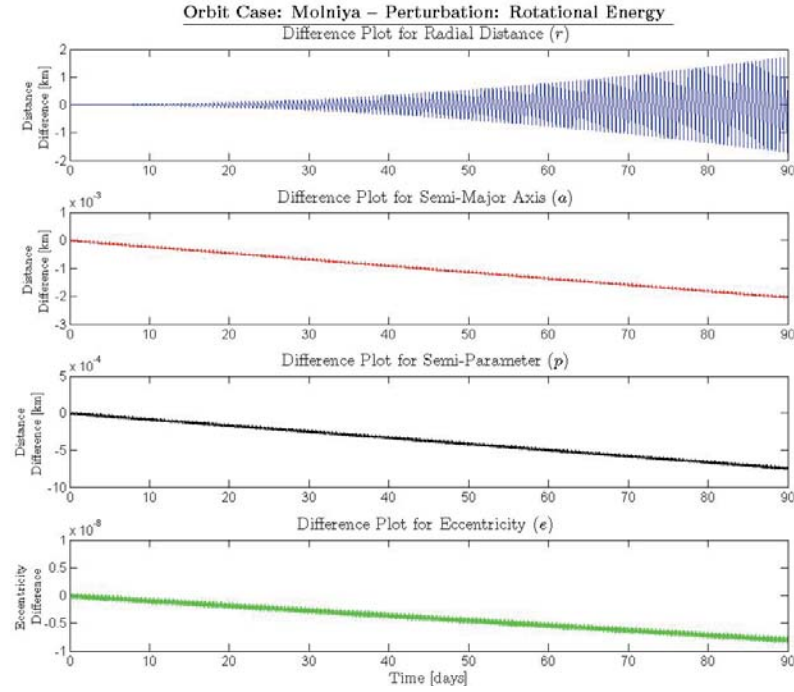 Orbit Case: Molniya – Perturbation: Rotational Energy
Difference Plot for Radial Distance (r)
Distance
Difference [km]
2
1
0
-1
-2
0 10 20 30 40 50 60 70 80 90
Difference Plot for Semi-Major Axis (a)
x 10⁻³
Distance
Difference [km]
1
0
-1
-2
-3
0 10 20 30 40 50 60 70 80 90
Difference Plot for Semi-Parameter (p)
x 10⁻⁴
Distance
Difference [km]
5
0
-5
-10
0 10 20 30 40 50 60 70 80 90
Difference Plot for Eccentricity (e)
x 10⁻⁸
Eccentricity
Difference
1
0.5
0
-0.5
-1
0 10 20 30 40 50 60 70 80 90
Time [days]